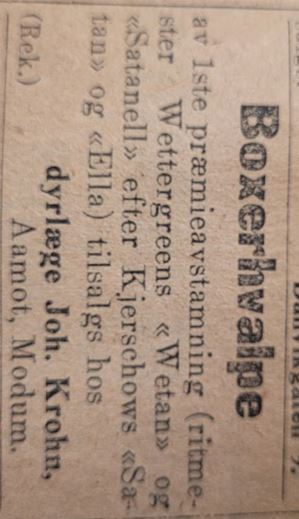 Boxerhvalpe
av 1ste præmieavstamning (ritme-
ster Wettergreens «Wetan» og
«Satanell» efter Kjerschows «Sa-
tan» og «Ella) tilsalgs hos
dyrlæge Joh. Krohn,
(Rek.) Aamot, Modum.